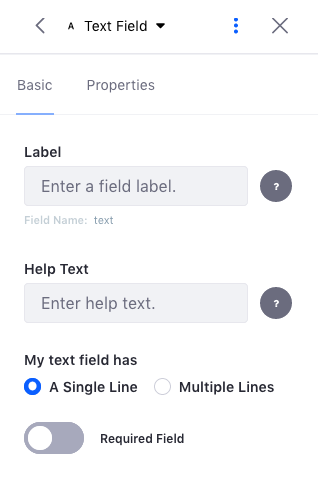 A Text Field
Basic Properties
Label
Enter a field label.
?
Field Name: text
Help Text
Enter help text.
?
My text field has
A Single Line Multiple Lines
Required Field